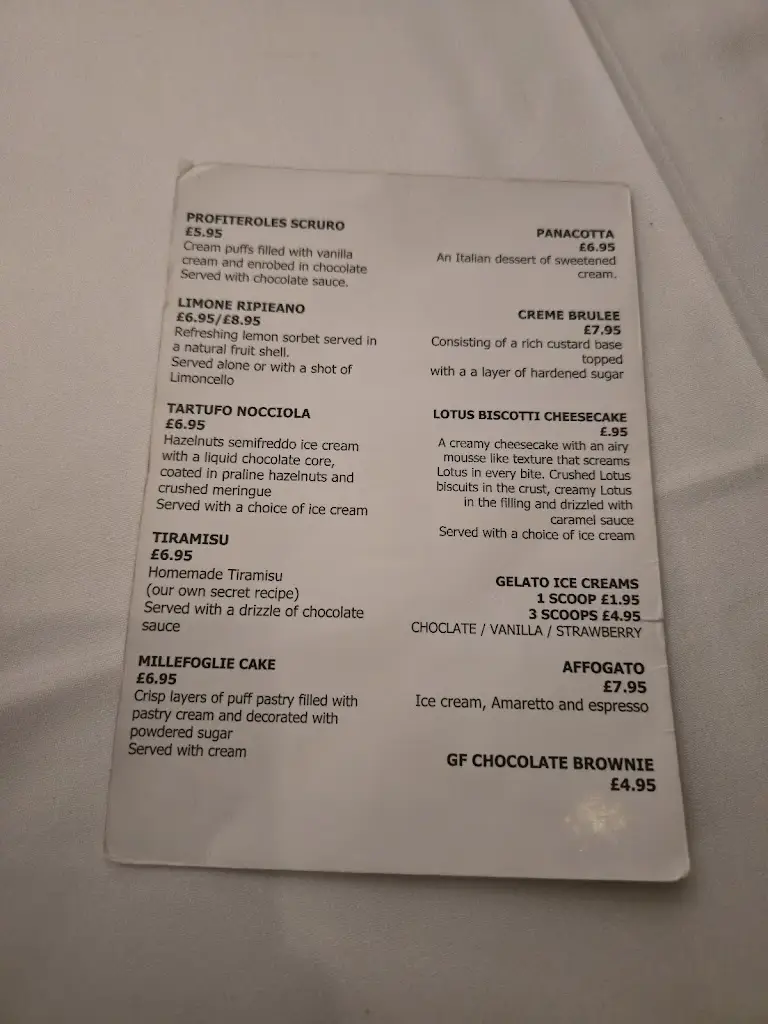 PROFITEROLES SCRURO
£5.95
Cream puffs filled with vanilla
cream and enrobed in chocolate
Served with chocolate sauce.
LIMONE RIPIEANO
£6.95/£8.95
Refreshing lemon sorbet served in
a natural fruit shell.
Served alone or with a shot of
Limoncello
TARTUFO NOCCIOLA
£6.95
Hazelnuts semifreddo ice cream
with a liquid chocolate core,
coated in praline hazelnuts and
crushed meringue
Served with a choice of ice cream
TIRAMISU
£6.95
Homemade Tiramisu
(our own secret recipe)
Served with a drizzle of chocolate
sauce
MILLEFOGLIE CAKE
£6.95
Crisp layers of puff pastry filled with
pastry cream and decorated with
powdered sugar
Served with cream
PANACOTTA
£6.95
An Italian dessert of sweetened
cream.
CREME BRULEE
£7.95
Consisting of a rich custard base
topped
with a a layer of hardened sugar
LOTUS BISCOTTI CHEESECAKE
£.95
A creamy cheesecake with an airy
mousse like texture that screams
Lotus in every bite. Crushed Lotus
biscuits in the crust, creamy Lotus
in the filling and drizzled with
caramel sauce
Served with a choice of ice cream
GELATO ICE CREAMS
1 SCOOP £1.95
3 SCOOPS £4.95
CHOCLATE / VANILLA / STRAWBERRY
AFFOGATO
£7.95
Ice cream, Amaretto and espresso
GF CHOCOLATE BROWNIE
£4.95